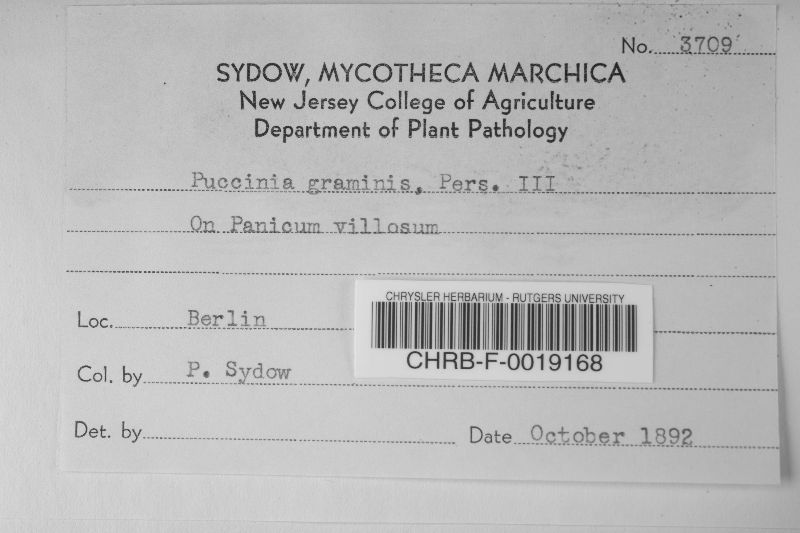 No. 3709
SYDOW, MYCOTHECA MARCHICA
New Jersey College of Agriculture
Department of Plant Pathology
Puccinia graminis, Pers. III
On Panicum villosum
CHRYSLER HERBARIUM - RUTGERS UNIVERSITY
CHRB-F-0019168
Loc. Berlin
Col. by P. Sydow
Det. by
Date October 1892